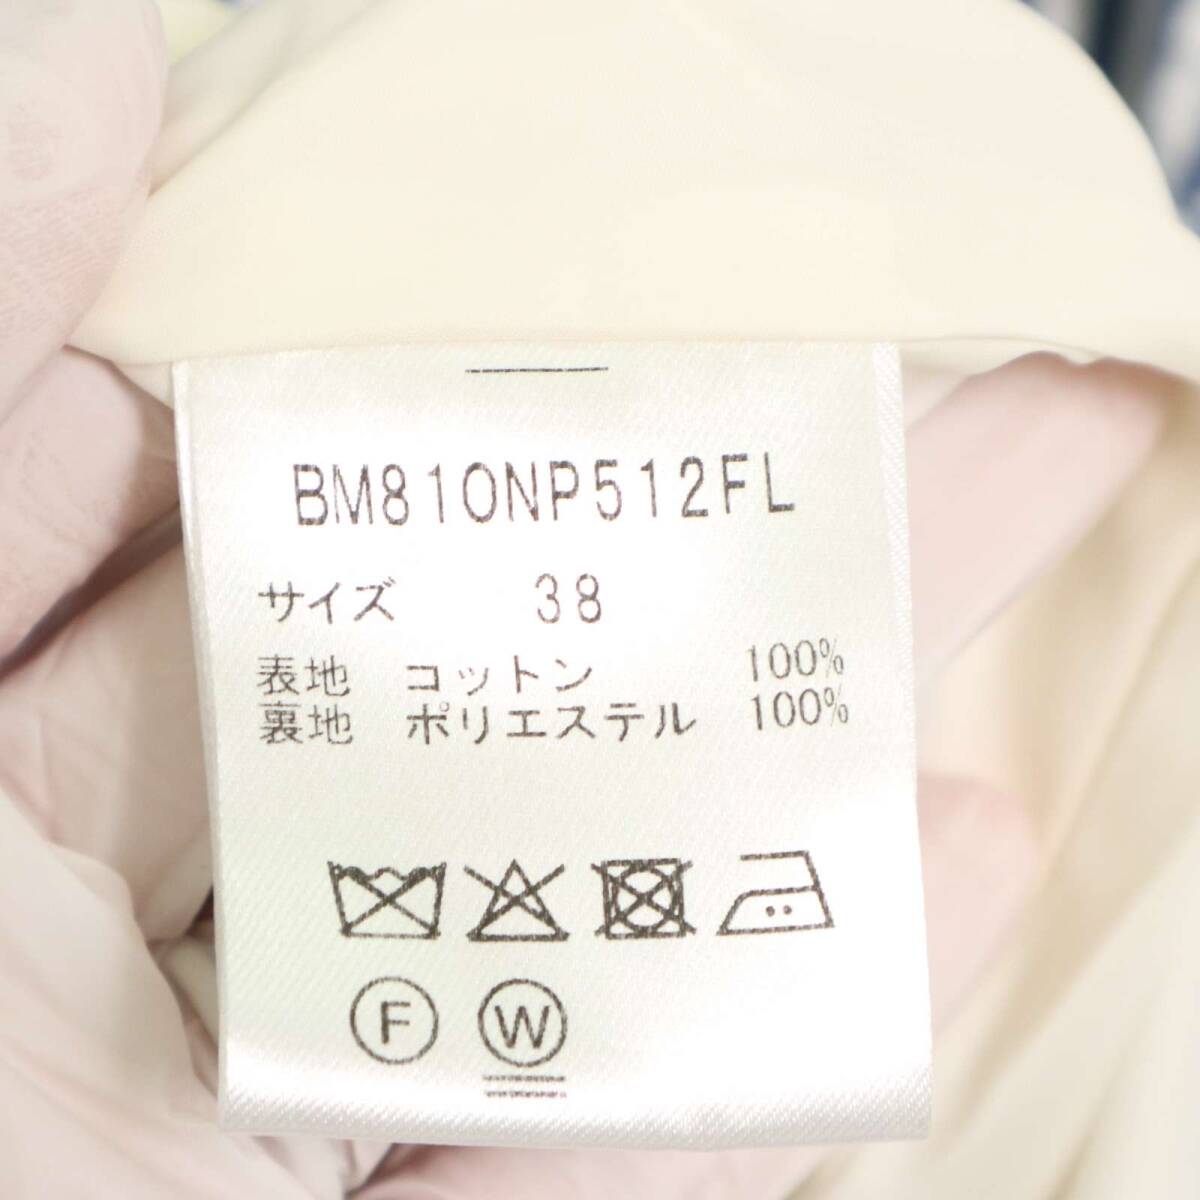 BM810NP512FL
サイズ 38
表地 コットン 100%
裏地 ポリエステル 100%
F W